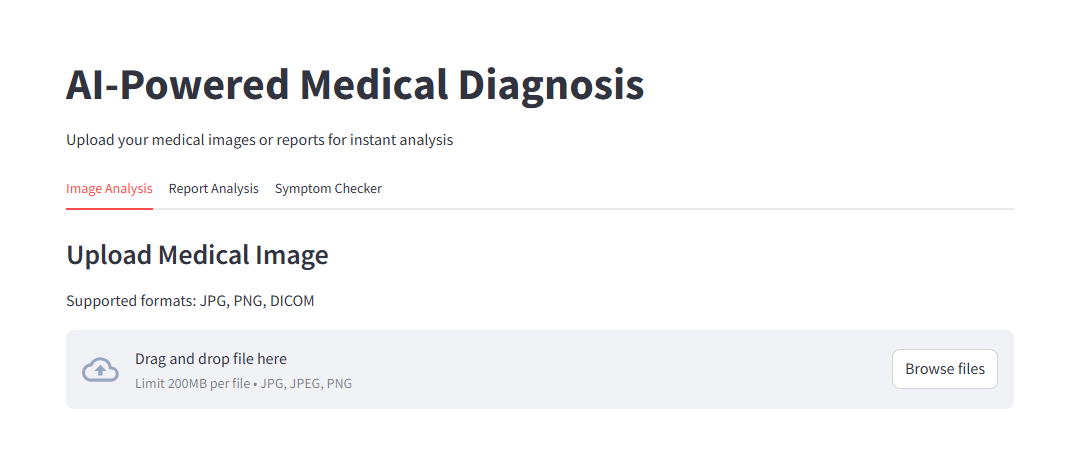 AI-Powered Medical Diagnosis
Upload your medical images or reports for instant analysis
Image Analysis Report Analysis Symptom Checker
Upload Medical Image
Supported formats: JPG, PNG, DICOM
Drag and drop file here
Limit 200MB per file • JPG, JPEG, PNG
Browse files